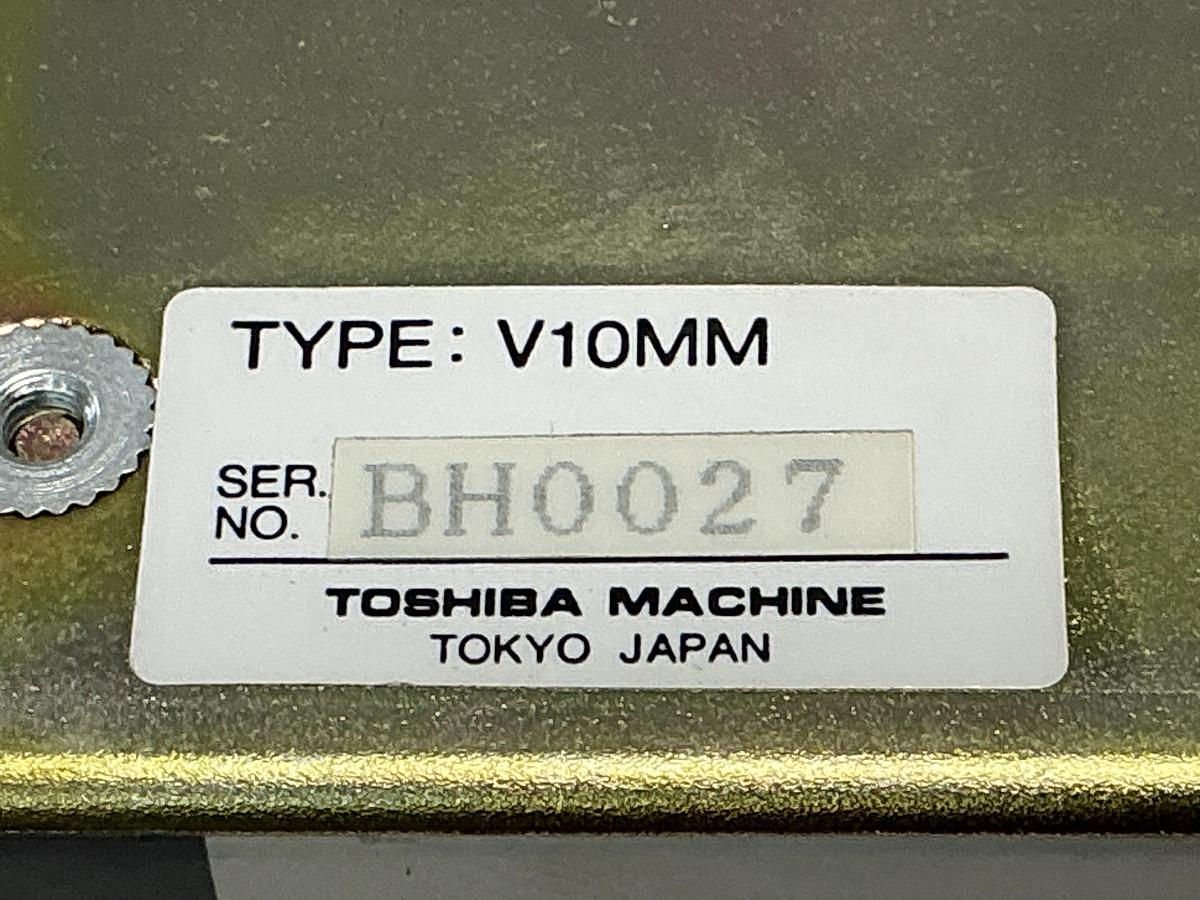 TYPE: V10MM
SER. NO. BH0027
TOSHIBA MACHINE
TOKYO JAPAN